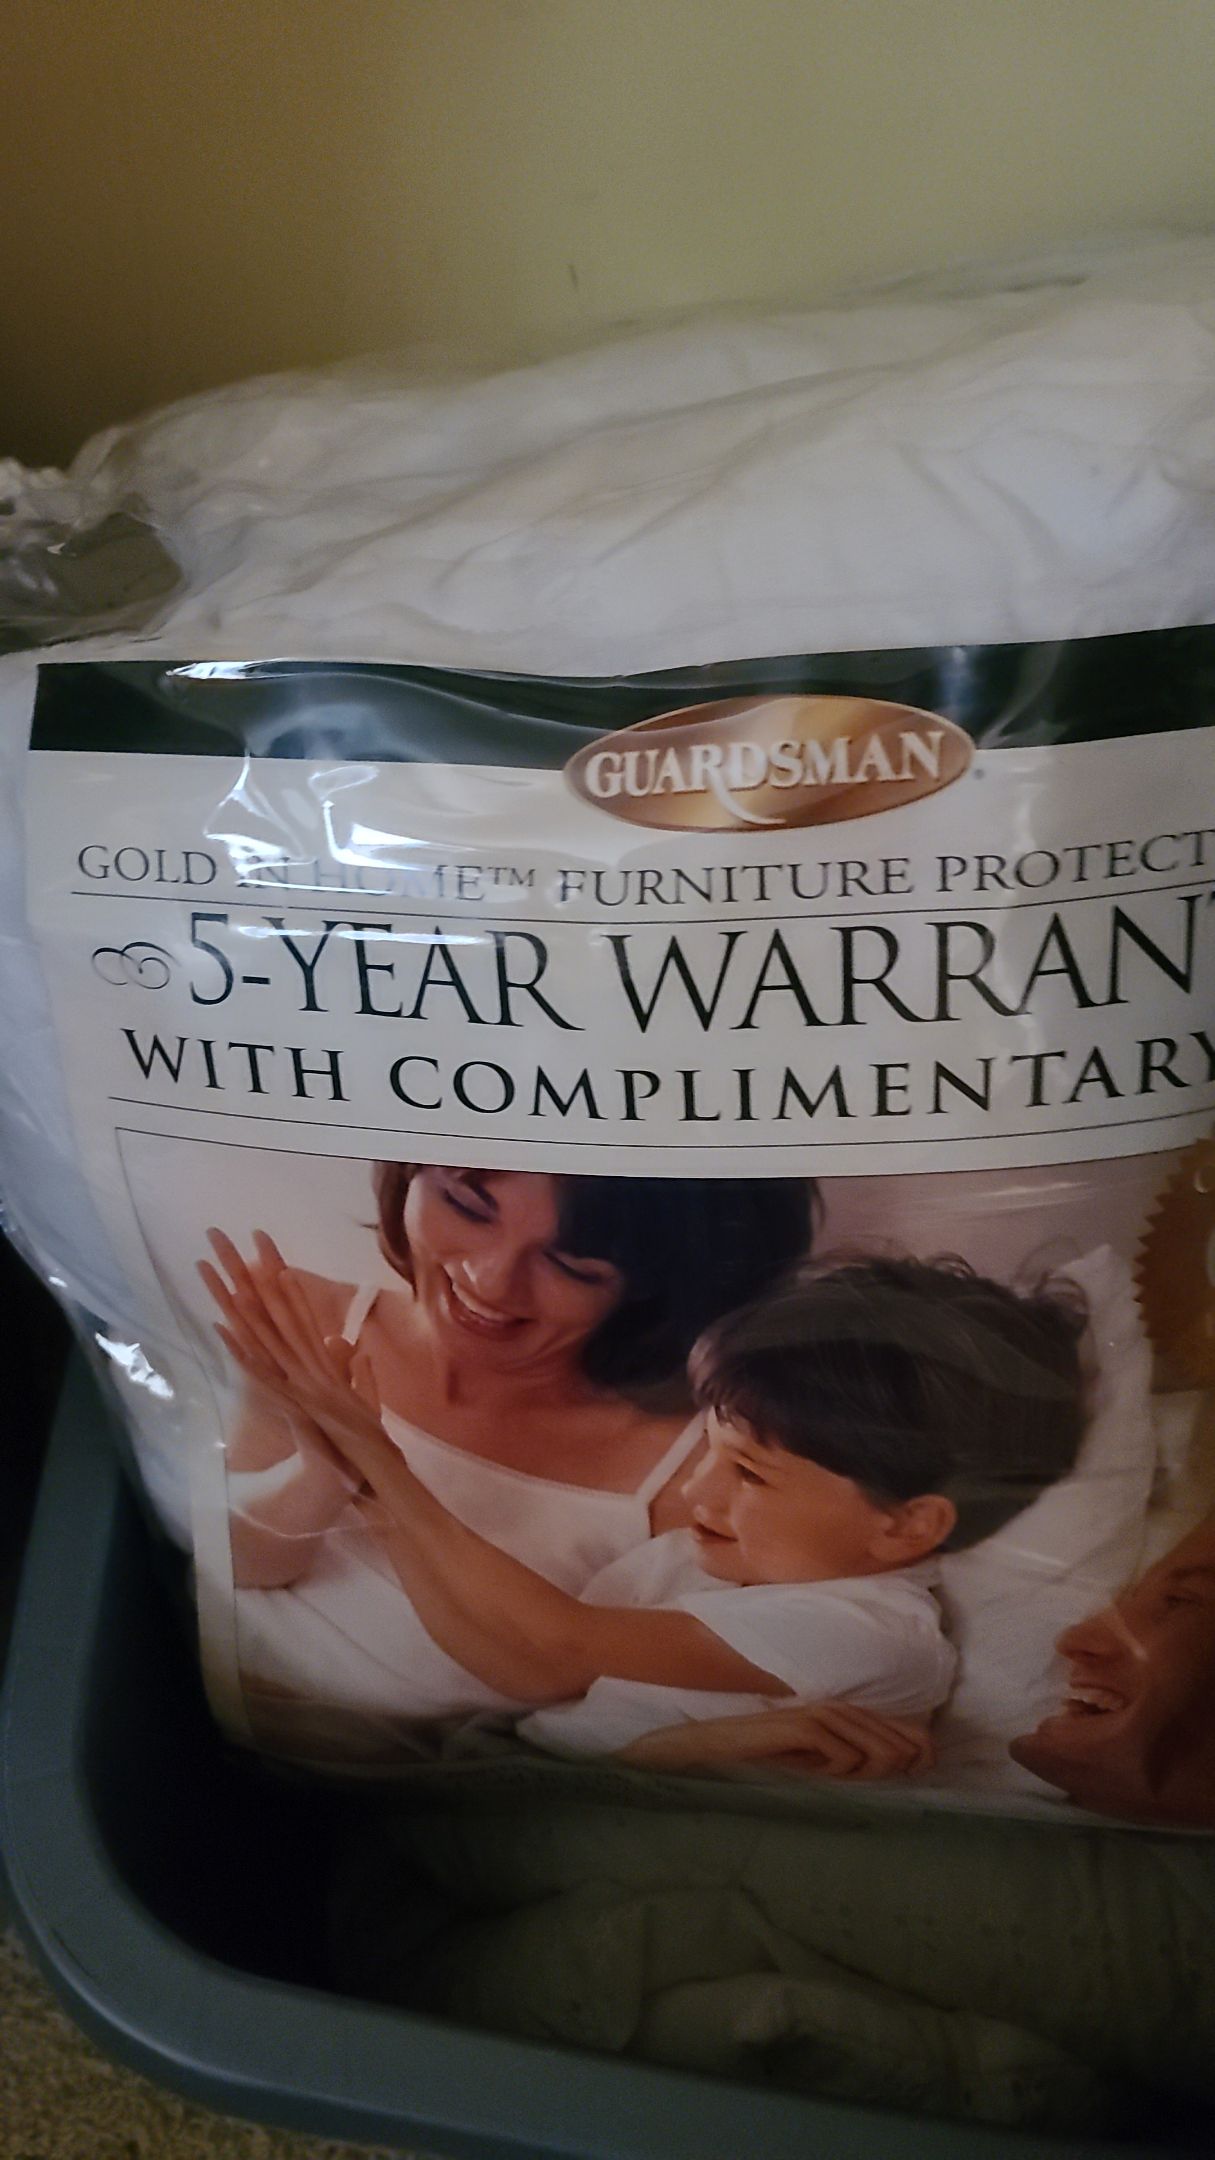 GUARDSMAN
GOLD IN HOME™ FURNITURE PROTECT
5-YEAR WARRANT
WITH COMPLIMENTARY